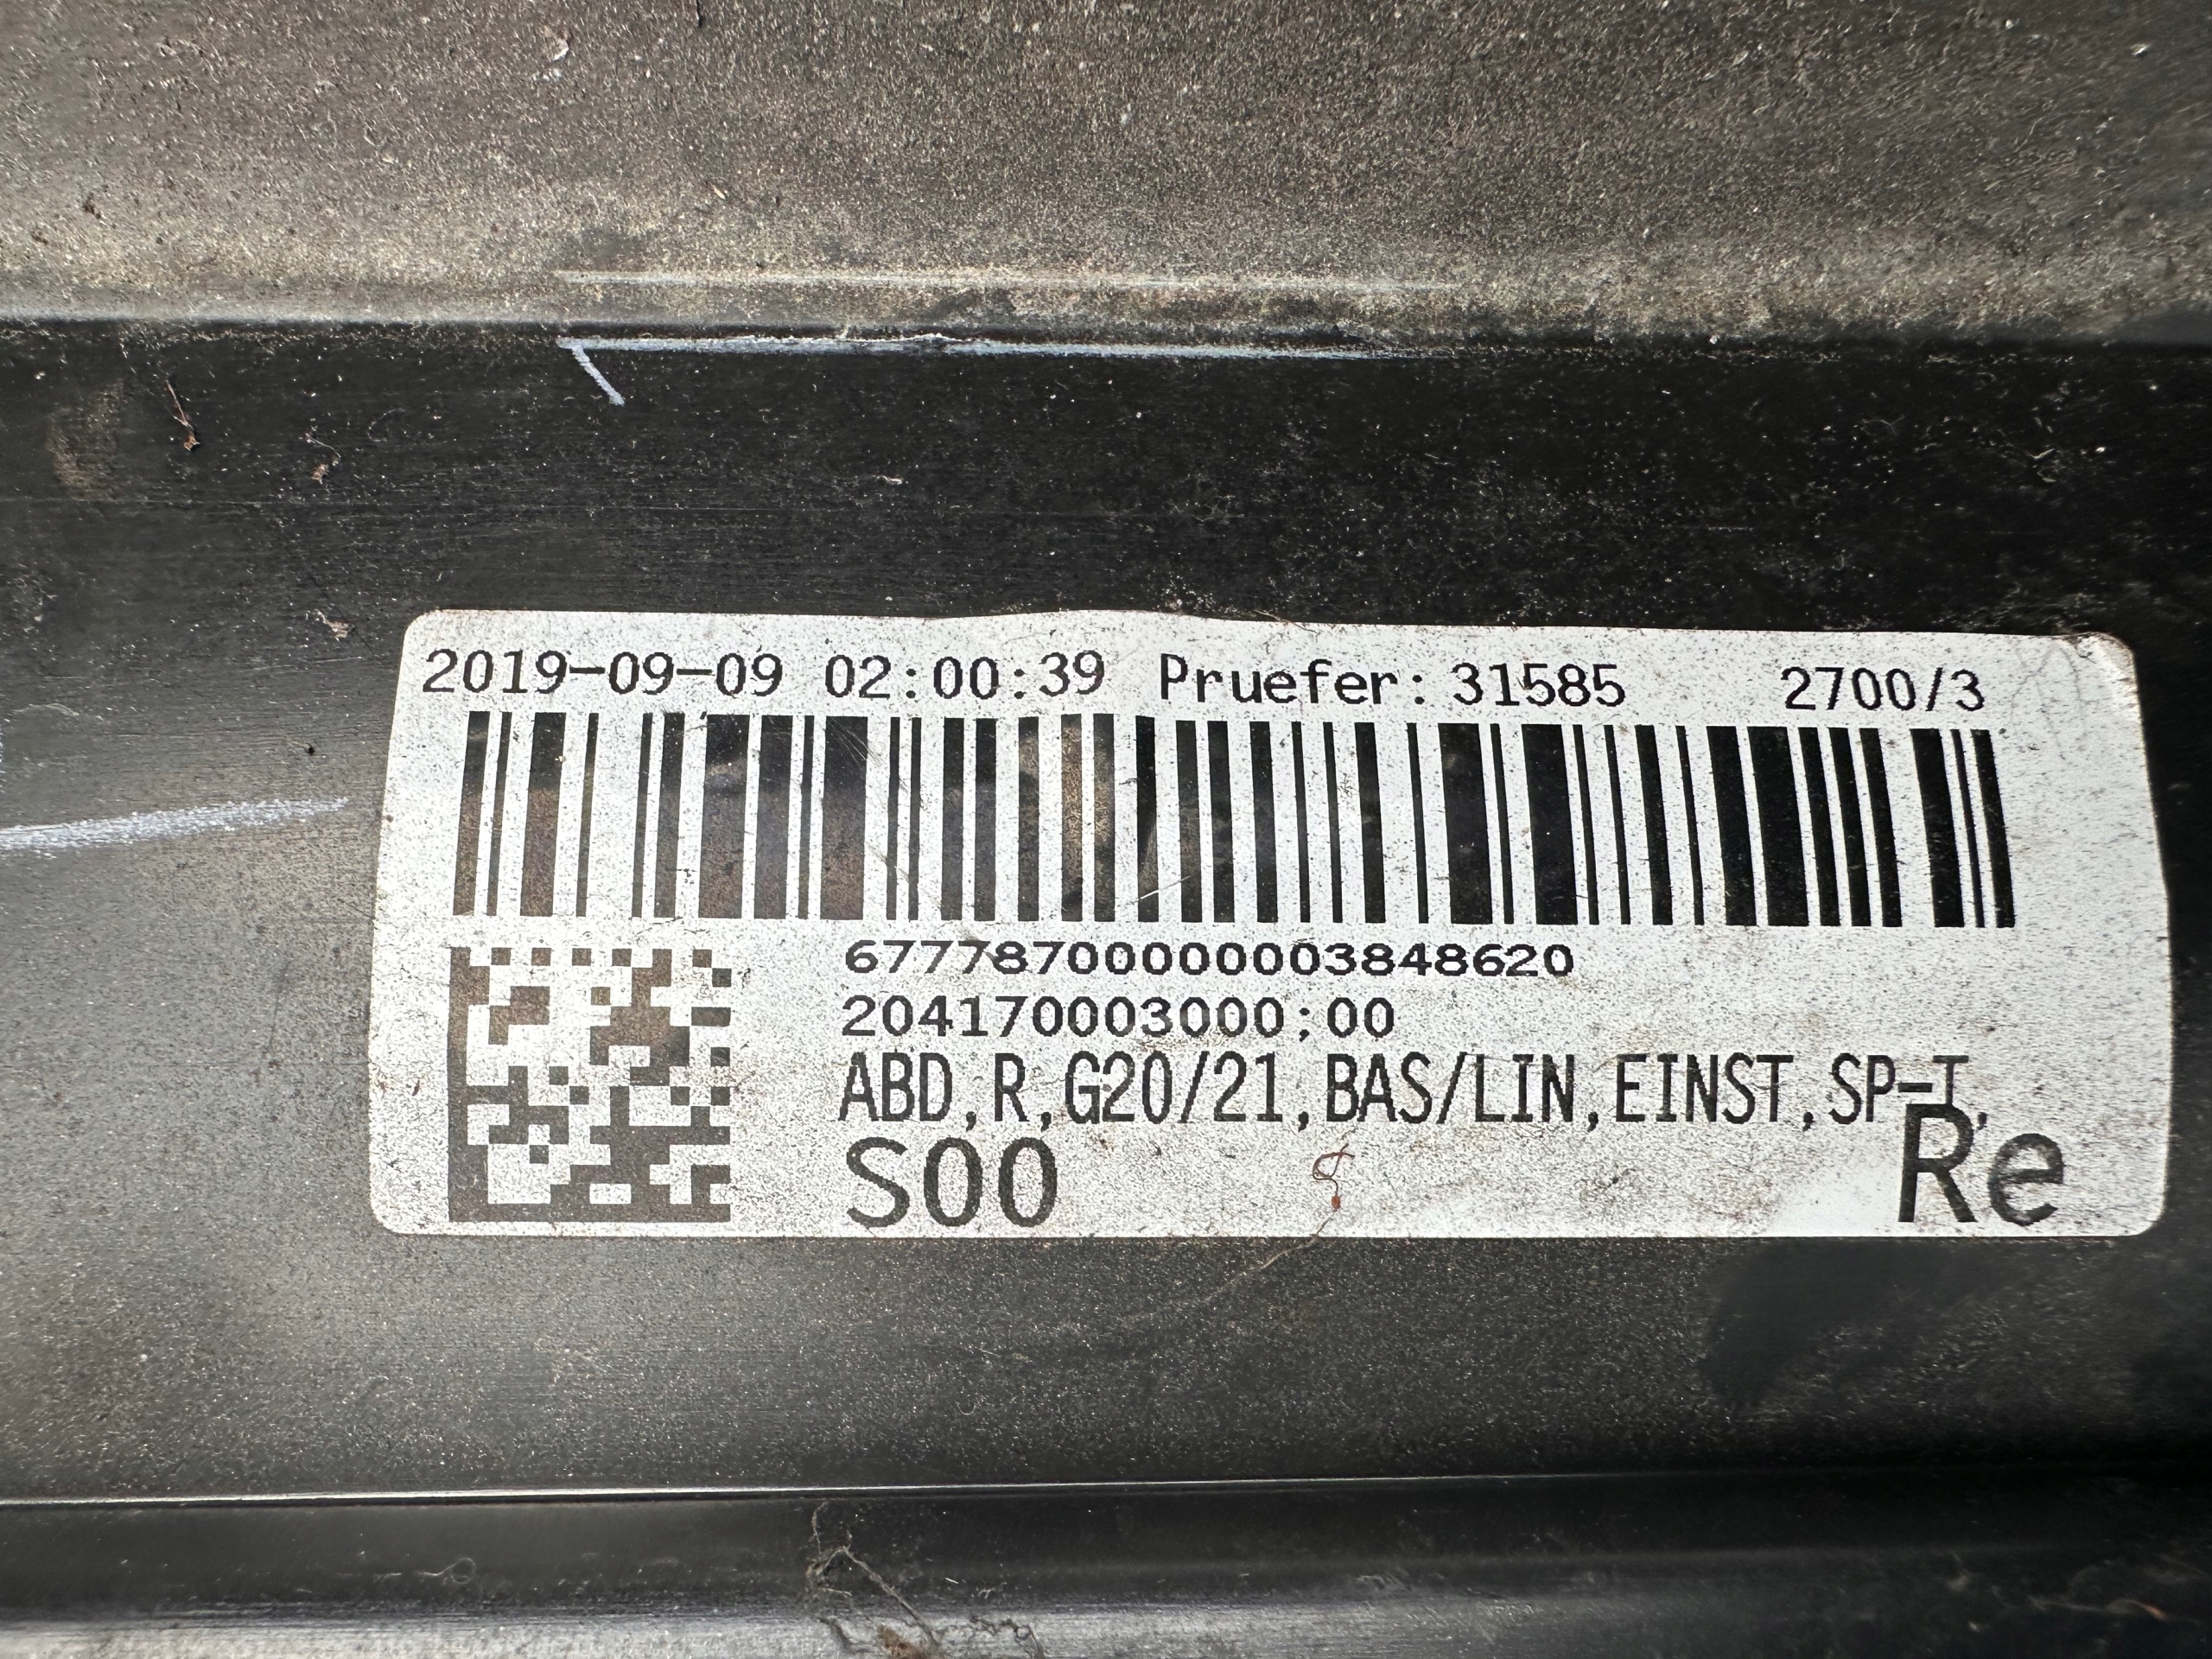 2019-09-09 02:00:39 Pruefer: 31585 2700/3
67778700000003848620
204170003000;00
ABD,R,G20/21,BAS/LIN,EINST,SP-T,
S00 Re